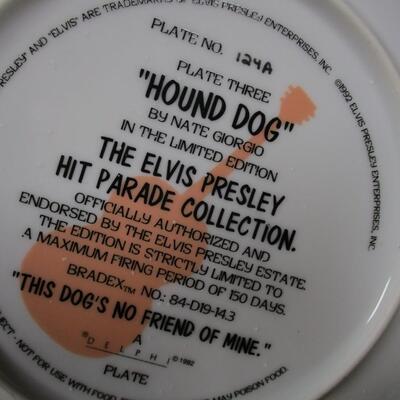 PRESLEY" AND "ELVIS" ARE TRADEMARKS OF ELVIS PRESLEY ENTERPRISES, INC.
©1992 ELVIS PRESLEY ENTERPRISES, INC
PLATE NO. 124A
PLATE THREE
"HOUND DOG"
BY NATE GIORGIO
IN THE LIMITED EDITION
THE ELVIS PRESLEY
HIT PARADE COLLECTION.
OFFICIALLY AUTHORIZED AND
ENDORSED BY THE ELVIS PRESLEY ESTATE.
THE EDITION IS STRICTLY LIMITED TO
A MAXIMUM FIRING PERIOD OF 150 DAYS.
BRADEX™ NO.: 84-D19-14.3
"THIS DOG'S NO FRIEND OF MINE."
A
®DELPHI ©1992
PLATE
NOT FOR USE WITH FOOD MAY POISON FOOD.